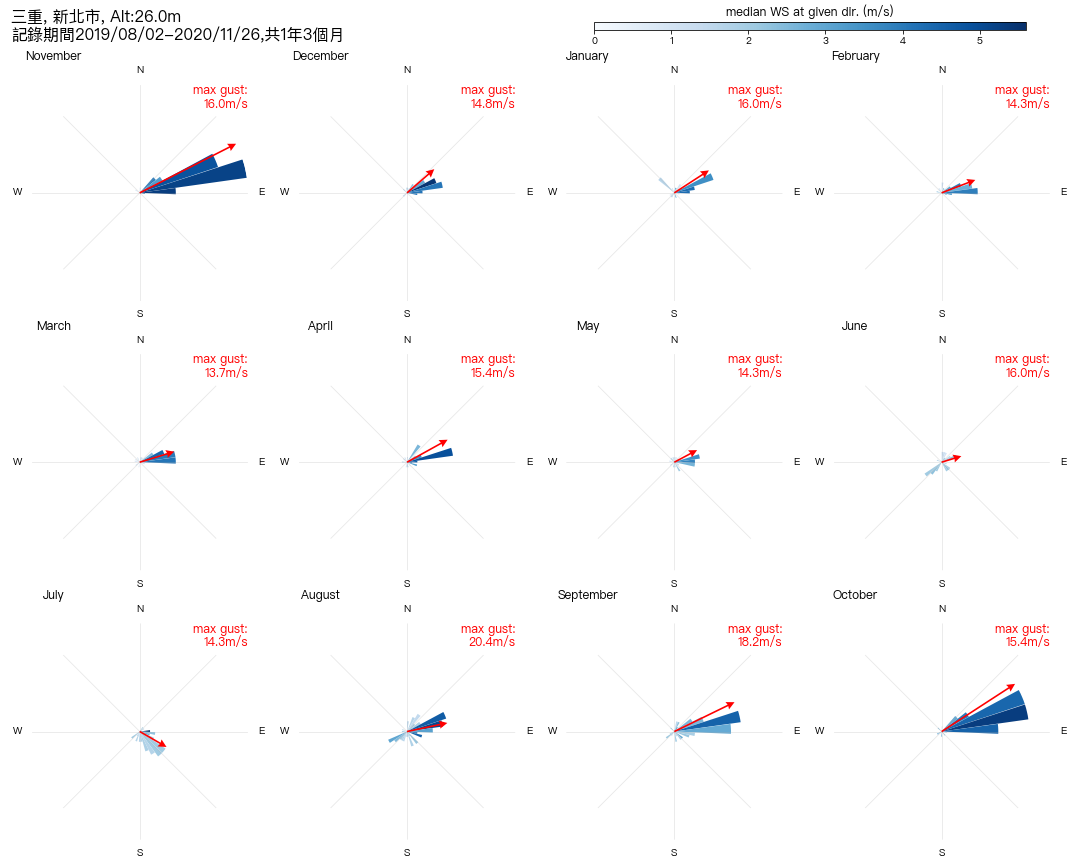 三重, 新北市, Alt:26.0m
記錄期間2019/08/02-2020/11/26,共1年3個月
median WS at given dir. (m/s)
0 1 2 3 4 5
November
N
max gust:
16.0m/s
W
E
S
December
N
max gust:
14.8m/s
W
E
January
N
max gust:
16.0m/s
W
E
S
February
N
max gust:
14.3m/s
W
E
S
March
N
max gust:
13.7m/s
W
E
S
April
N
max gust:
15.4m/s
W
E
S
May
N
max gust:
14.3m/s
W
E
S
June
N
max gust:
16.0m/s
W
E
S
July
N
max gust:
14.3m/s
W
E
S
August
N
max gust:
20.4m/s
W
E
S
September
N
max gust:
18.2m/s
W
E
S
October
N
max gust:
15.4m/s
W
E
S